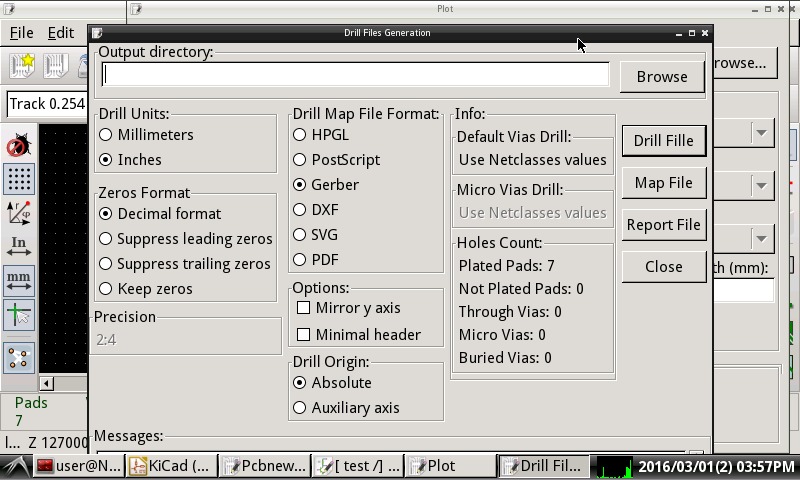 Plot
Drill Files Generation
File Edit
Output directory:
Browse
rowse...
Track 0.254
Drill Units:
Millimeters
Inches
Zeros Format
Decimal format
Suppress leading zeros
Suppress trailing zeros
Keep zeros
Precision
2:4
Drill Map File Format:
HPGL
PostScript
Gerber
DXF
SVG
PDF
Options:
Mirror y axis
Minimal header
Drill Origin:
Absolute
Auxiliary axis
Info:
Default Vias Drill:
Use Netclasses values
Micro Vias Drill:
Use Netclasses values
Holes Count:
Plated Pads: 7
Not Plated Pads: 0
Through Vias: 0
Micro Vias: 0
Buried Vias: 0
Drill Fille
Map File
Report File
Close
th (mm):
In
mm
Pads
7
I... Z 127000
Messages:
user@N...
KiCad (...
Pcbnew...
[ test /] ...
Plot
Drill Fil...
2016/03/01(2) 03:57PM